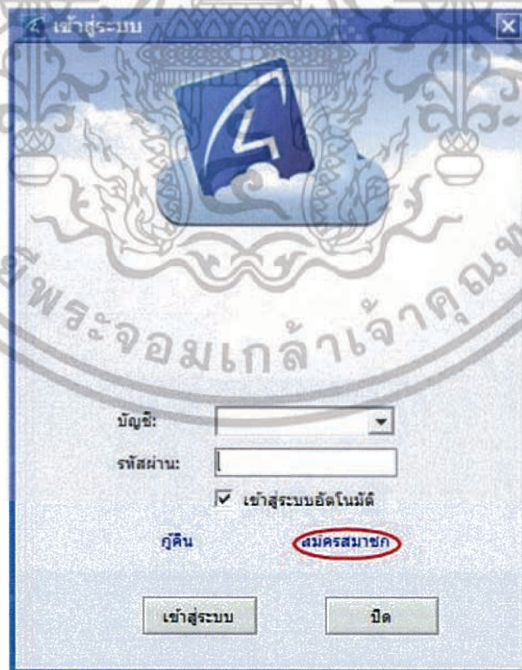 เข้าสู่ระบบ
พระจอมเกล้าเจ้าคุณ
บัญชี:
รหัสผ่าน:
เข้าสู่ระบบอัตโนมัติ
กู้คืน สมัครสมาชิก
เข้าสู่ระบบ ปิด